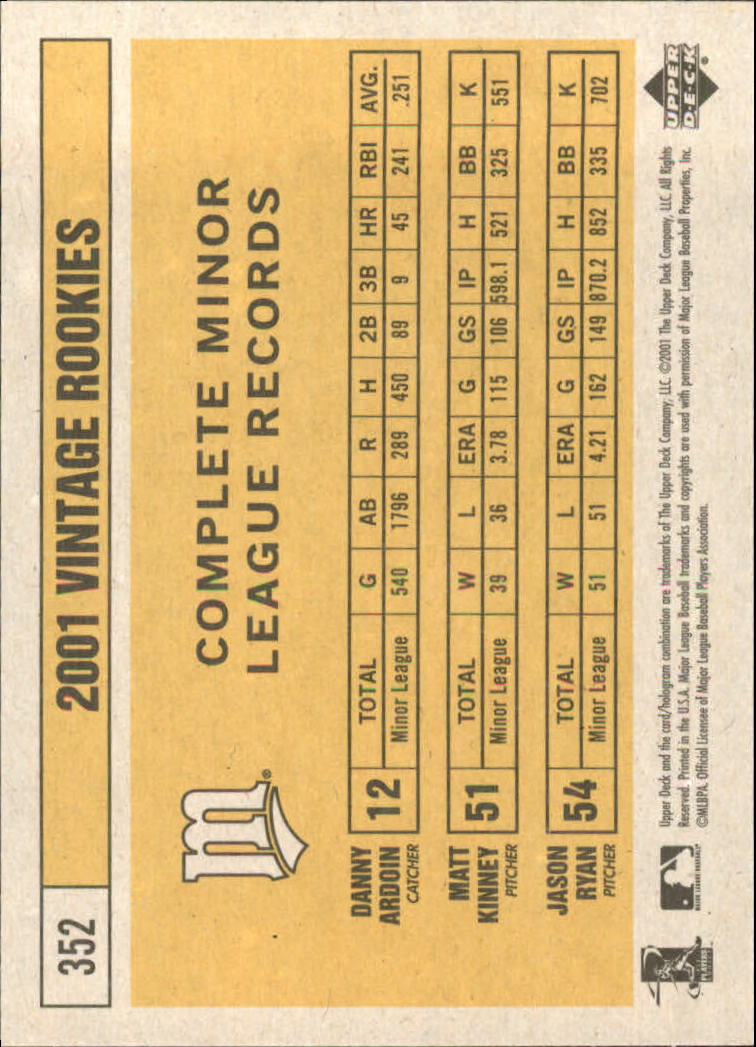 352
2001 VINTAGE ROOKIES
COMPLETE MINOR
LEAGUE RECORDS
m®
DANNY
ARDOIN
CATCHER
12
TOTAL G AB R H 2B 3B HR RBI AVG.
Minor League 540 1796 289 450 89 9 45 241 .251
MATT
KINNEY
PITCHER
51
TOTAL W L ERA G GS IP H BB K
Minor League 39 36 3.78 115 106 598.1 521 325 551
JASON
RYAN
PITCHER
54
TOTAL W L ERA G GS IP H BB K
Minor League 51 51 4.21 162 149 870.2 852 335 702
PLAYERS
MAJOR LEAGUE BASEBALL
Upper Deck and the card/hologram combination are trademarks of The Upper Deck Company, LLC. ©2001 The Upper Deck Company, LLC. All Rights
Reserved. Printed in the U.S.A. Major League Baseball trademarks and copyrights are used with permission of Major League Baseball Properties, Inc.
©MLBPA. Official Licensee of Major League Baseball Players Association.
UPPER
D.E.C.K
®